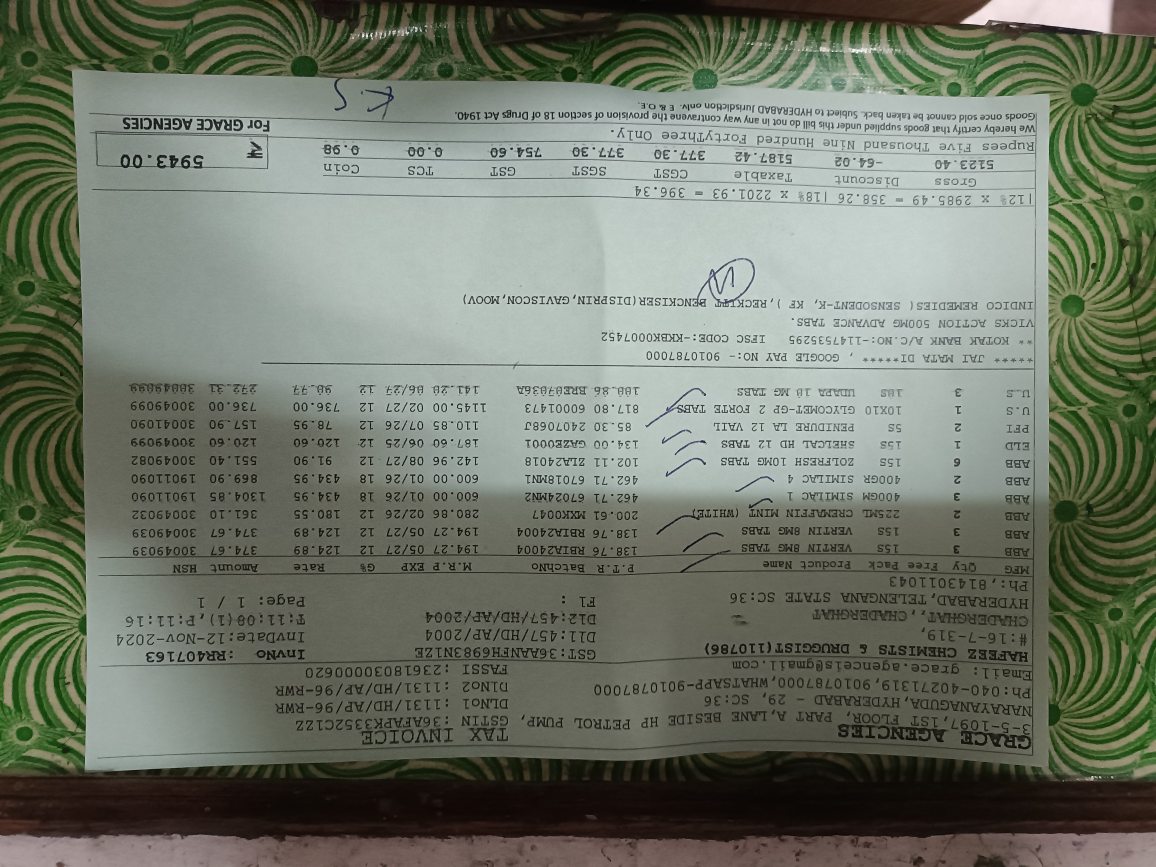 GRACE AGENCIES TAX INVOICE
3-5-1097,1ST FLOOR, PART A,LANE BESIDE HP PETROL PUMP, GSTIN :36AFAPK3352C1ZZ
NARAYANAGUDA,HYDERABAD - 29, SC:36 DLNO1 :1131/HD/AP/96-RWR
Ph:040-40271319,9010787000,WHATSAPP-9010787000 DlNO2 :1131/HD/AP/96-RWR
Email: grace.agenceis@gmail.com FASSI :23618030000620
HAFEEZ CHEMISTS & DRUGGIST(110786) GST:36AANFH6983N1ZE InvNo :RR407163
#:16-7-319, D11:457/HD/AP/2004 InDate:12-Nov-2024
CHADERGHAT,,CHADERGHAT D12:457/HD/AP/2004 T:11:08(1),P:11:16
HYDERABAD,TELENGANA STATE SC:36 F1 : Page: 1 / 1
Ph:,8143011043
MFG Qty Free Pack Product Name P.T.R BatchNo M.R.P EXP G% Rate Amount HSN
ABB 3 15S VERTIN 8MG TABS 138.76 RBIA24004 194.27 05/27 12 124.89 374.67 30049039
ABB 3 15S VERTIN 8MG TABS 138.76 RBIA24004 194.27 05/27 12 124.89 374.67 30049039
ABB 2 225ML CREMAFFIN MINT (WHITE) 200.61 MXK0047 280.86 02/26 12 180.55 361.10 30049032
ABB 3 400GM SIMILAC 1 462.71 67024MN2 600.00 01/26 18 434.95 1304.85 19011090
ABB 2 400GR SIMILAC 4 462.71 67018MN1 600.00 01/26 18 434.95 869.90 19011090
ABB 6 15S ZOLFRESH 10MG TABS 102.11 ZLA24018 142.96 08/27 12 91.90 551.40 30049082
ELD 1 15S SHELCAL HD 12 TABS 134.00 GAZE0001 187.60 06/25 12 120.60 120.60 30049099
PFI 2 5S PENIDURE LA 12 VAIL 85.30 2407068J 110.85 07/26 12 78.95 157.90 30041090
U.S 1 10X10 GLYCOMET-GP 2 FORTE TABS 817.80 60001473 1145.00 02/27 12 736.00 736.00 30049099
U.S 3 10S UDAPA 10 MG TABS 100.86 BREB7036A 141.20 06/27 12 90.77 272.31 30049099
***** JAI MATA DI***** , GOOGLE PAY NO:- 9010787000
** KOTAK BANK A/C.NO:-1147535295 IFSC CODE:-KKBK0007452
VICKS ACTION 500MG ADVANCE TABS.
INDICO REMEDIES( SENSODENT-K, KF ),RECKITT BENCKISER(DISPRIN,GAVISCON,MOOV)
|12% x 2985.49 = 358.26 |18% x 2201.93 = 396.34
Gross Discount Taxable CGST SGST GST TCS Coin
5123.40 -64.02 5187.42 377.30 377.30 754.60 0.00 0.98 ₹ 5943.00
Rupees Five Thousand Nine Hundred FortyThree Only.
We hereby certify that goods supplied under this bill do not in any way contravene the provision of section 18 of Drugs Act 1940. For GRACE AGENCIES
Goods once sold cannot be taken back. Subject to HYDERABAD Jurisdiction only. E & O.E.